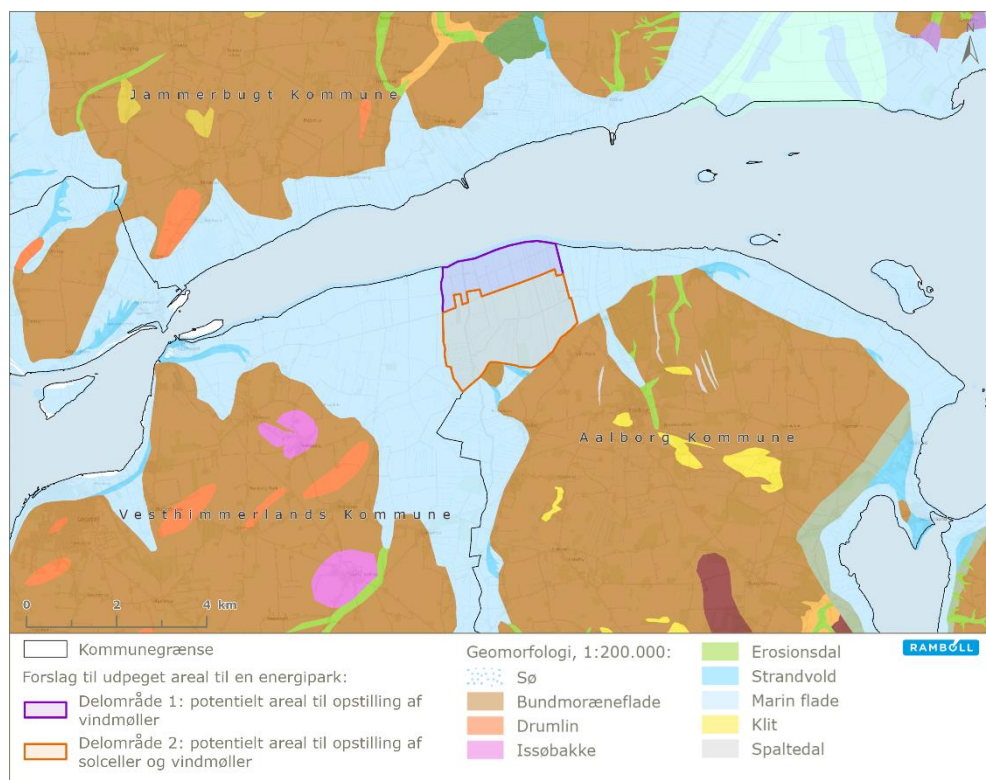 Jammerbugt Kommune
Aalborg Kommune
Vesthimmerlands Kommune
0 2 4 km
Kommunegrænse
Forslag til udpeget areal til en energipark:
Delområde 1: potentielt areal til opstilling af
vindmøller
Delområde 2: potentielt areal til opstilling af
solceller og vindmøller
Geomorfologi, 1:200.000:
Sø
Bundmoræneflade
Drumlin
Issøbakke
Erosionsdal
Strandvold
Marin flade
Klit
Spaltedal
RAMBOLL